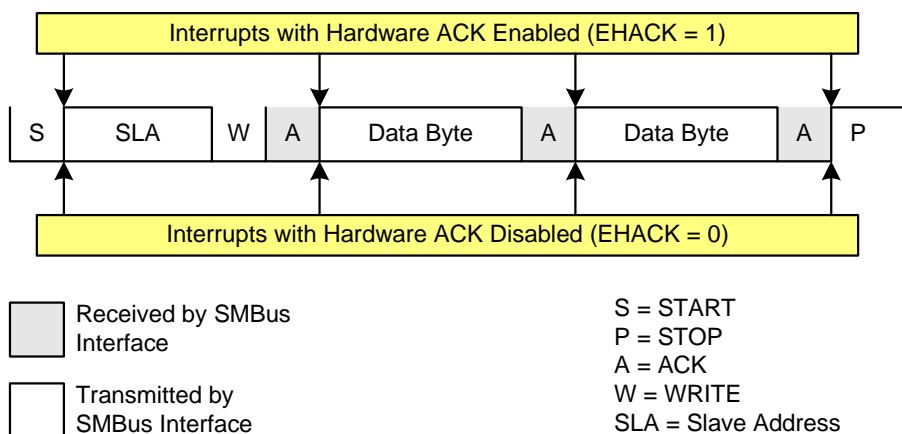 Interrupts with Hardware ACK Enabled (EHACK = 1)
S SLA W A Data Byte A Data Byte A P
Interrupts with Hardware ACK Disabled (EHACK = 0)
Received by SMBus
Interface
Transmitted by
SMBus Interface
S = START
P = STOP
A = ACK
W = WRITE
SLA = Slave Address